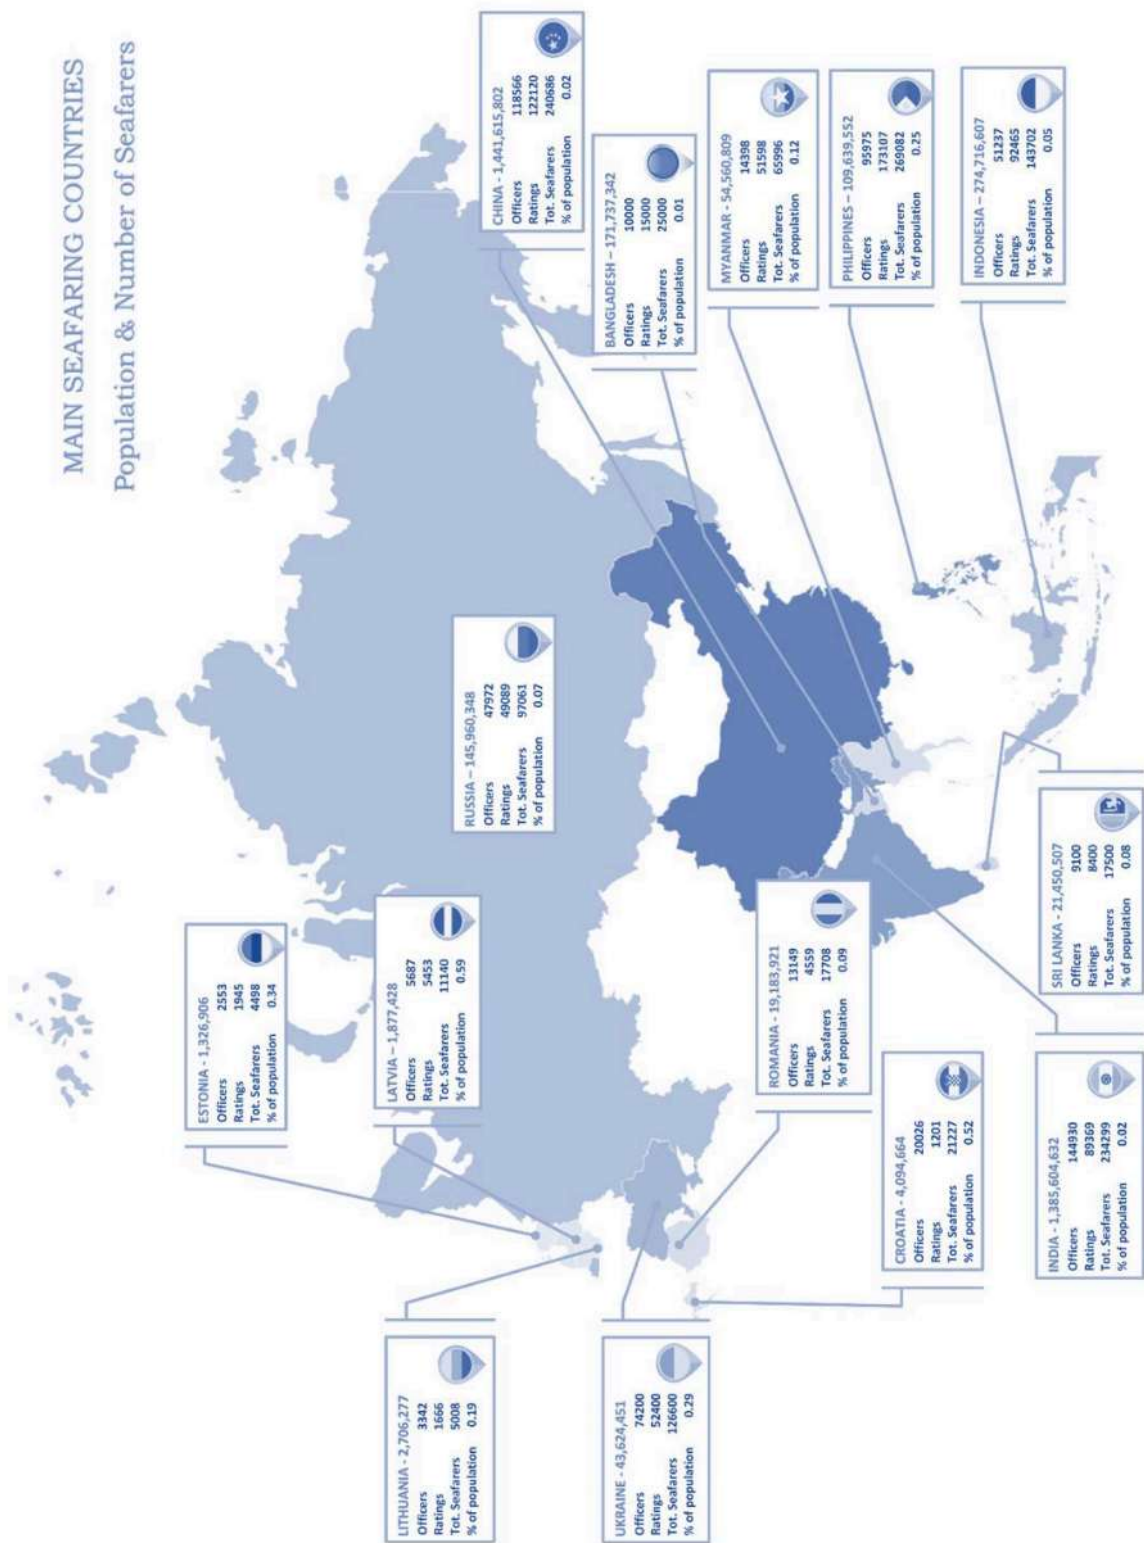 MAIN SEAFARING COUNTRIES
Population & Number of Seafarers
ESTONIA - 1,326,906
Officers 2553
Ratings 1945
Tot. Seafarers 4498
% of population 0.34
LATVIA – 1,877,428
Officers 5687
Ratings 5453
Tot. Seafarers 11140
% of population 0.59
LITHUANIA - 2,706,277
Officers 3342
Ratings 1666
Tot. Seafarers 5008
% of population 0.19
RUSSIA – 145,960,348
Officers 47972
Ratings 49089
Tot. Seafarers 97061
% of population 0.07
CHINA - 1,441,615,802
Officers 118566
Ratings 122120
Tot. Seafarers 240686
% of population 0.02
BANGLADESH – 171,737,342
Officers 10000
Ratings 15000
Tot. Seafarers 25000
% of population 0.01
UKRAINE - 43,624,451
Officers 74200
Ratings 52400
Tot. Seafarers 126600
% of population 0.29
ROMANIA - 19,183,921
Officers 13149
Ratings 4559
Tot. Seafarers 17708
% of population 0.09
MYANMAR - 54,560,809
Officers 14398
Ratings 51598
Tot. Seafarers 65996
% of population 0.12
PHILIPPINES – 109,639,552
Officers 95975
Ratings 173107
Tot. Seafarers 269082
% of population 0.25
CROATIA - 4,094,664
Officers 20026
Ratings 1201
Tot. Seafarers 21227
% of population 0.52
INDIA - 1,385,604,632
Officers 144930
Ratings 89369
Tot. Seafarers 234299
% of population 0.02
SRI LANKA - 21,450,507
Officers 9100
Ratings 8400
Tot. Seafarers 17500
% of population 0.08
INDONESIA – 274,716,607
Officers 51237
Ratings 92465
Tot. Seafarers 143702
% of population 0.05